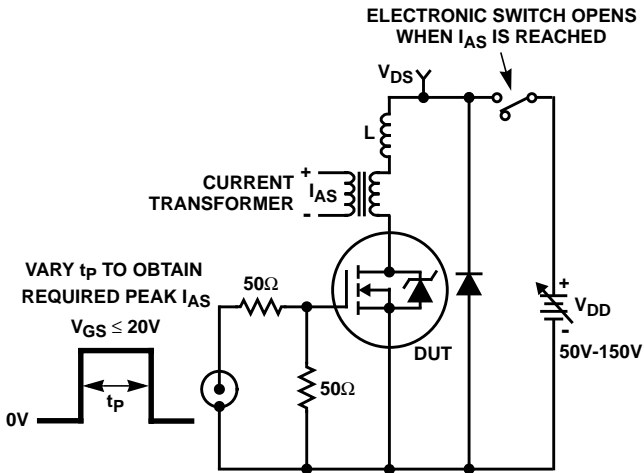 ELECTRONIC SWITCH OPENS
WHEN IAS IS REACHED
VDS
L
CURRENT
TRANSFORMER
+
IAS
-
VARY tP TO OBTAIN
REQUIRED PEAK IAS
50Ω
VGS ≤ 20V
DUT
+
VDD
-
50V-150V
50Ω
0V
tP